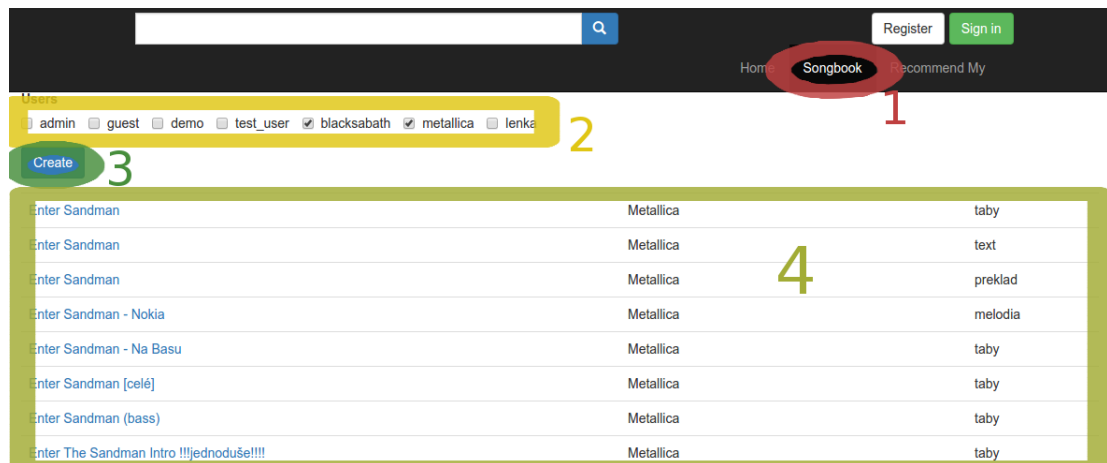 Register Sign in
Home Songbook Recommend My
1
Users
admin guest demo test_user blacksabath metallica lenka
2
Create
3
Enter Sandman Metallica taby
Enter Sandman Metallica text
4
Enter Sandman Metallica preklad
Enter Sandman - Nokia Metallica melodia
Enter Sandman - Na Basu Metallica taby
Enter Sandman [celé] Metallica taby
Enter Sandman (bass) Metallica taby
Enter The Sandman Intro !!!jednoduše!!!! Metallica taby